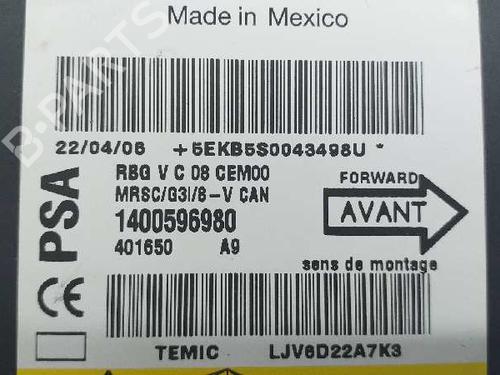 Made in Mexico
22/04/06 +5EKB5S0043498U *
RBG V C 08 CEM00
MRSC/G3I/8-V CAN
1400596980
401650 A9
PSA
FORWARD
AVANT
sens de montage
CE
TEMIC LJV6D22A7K3
B-PARTS